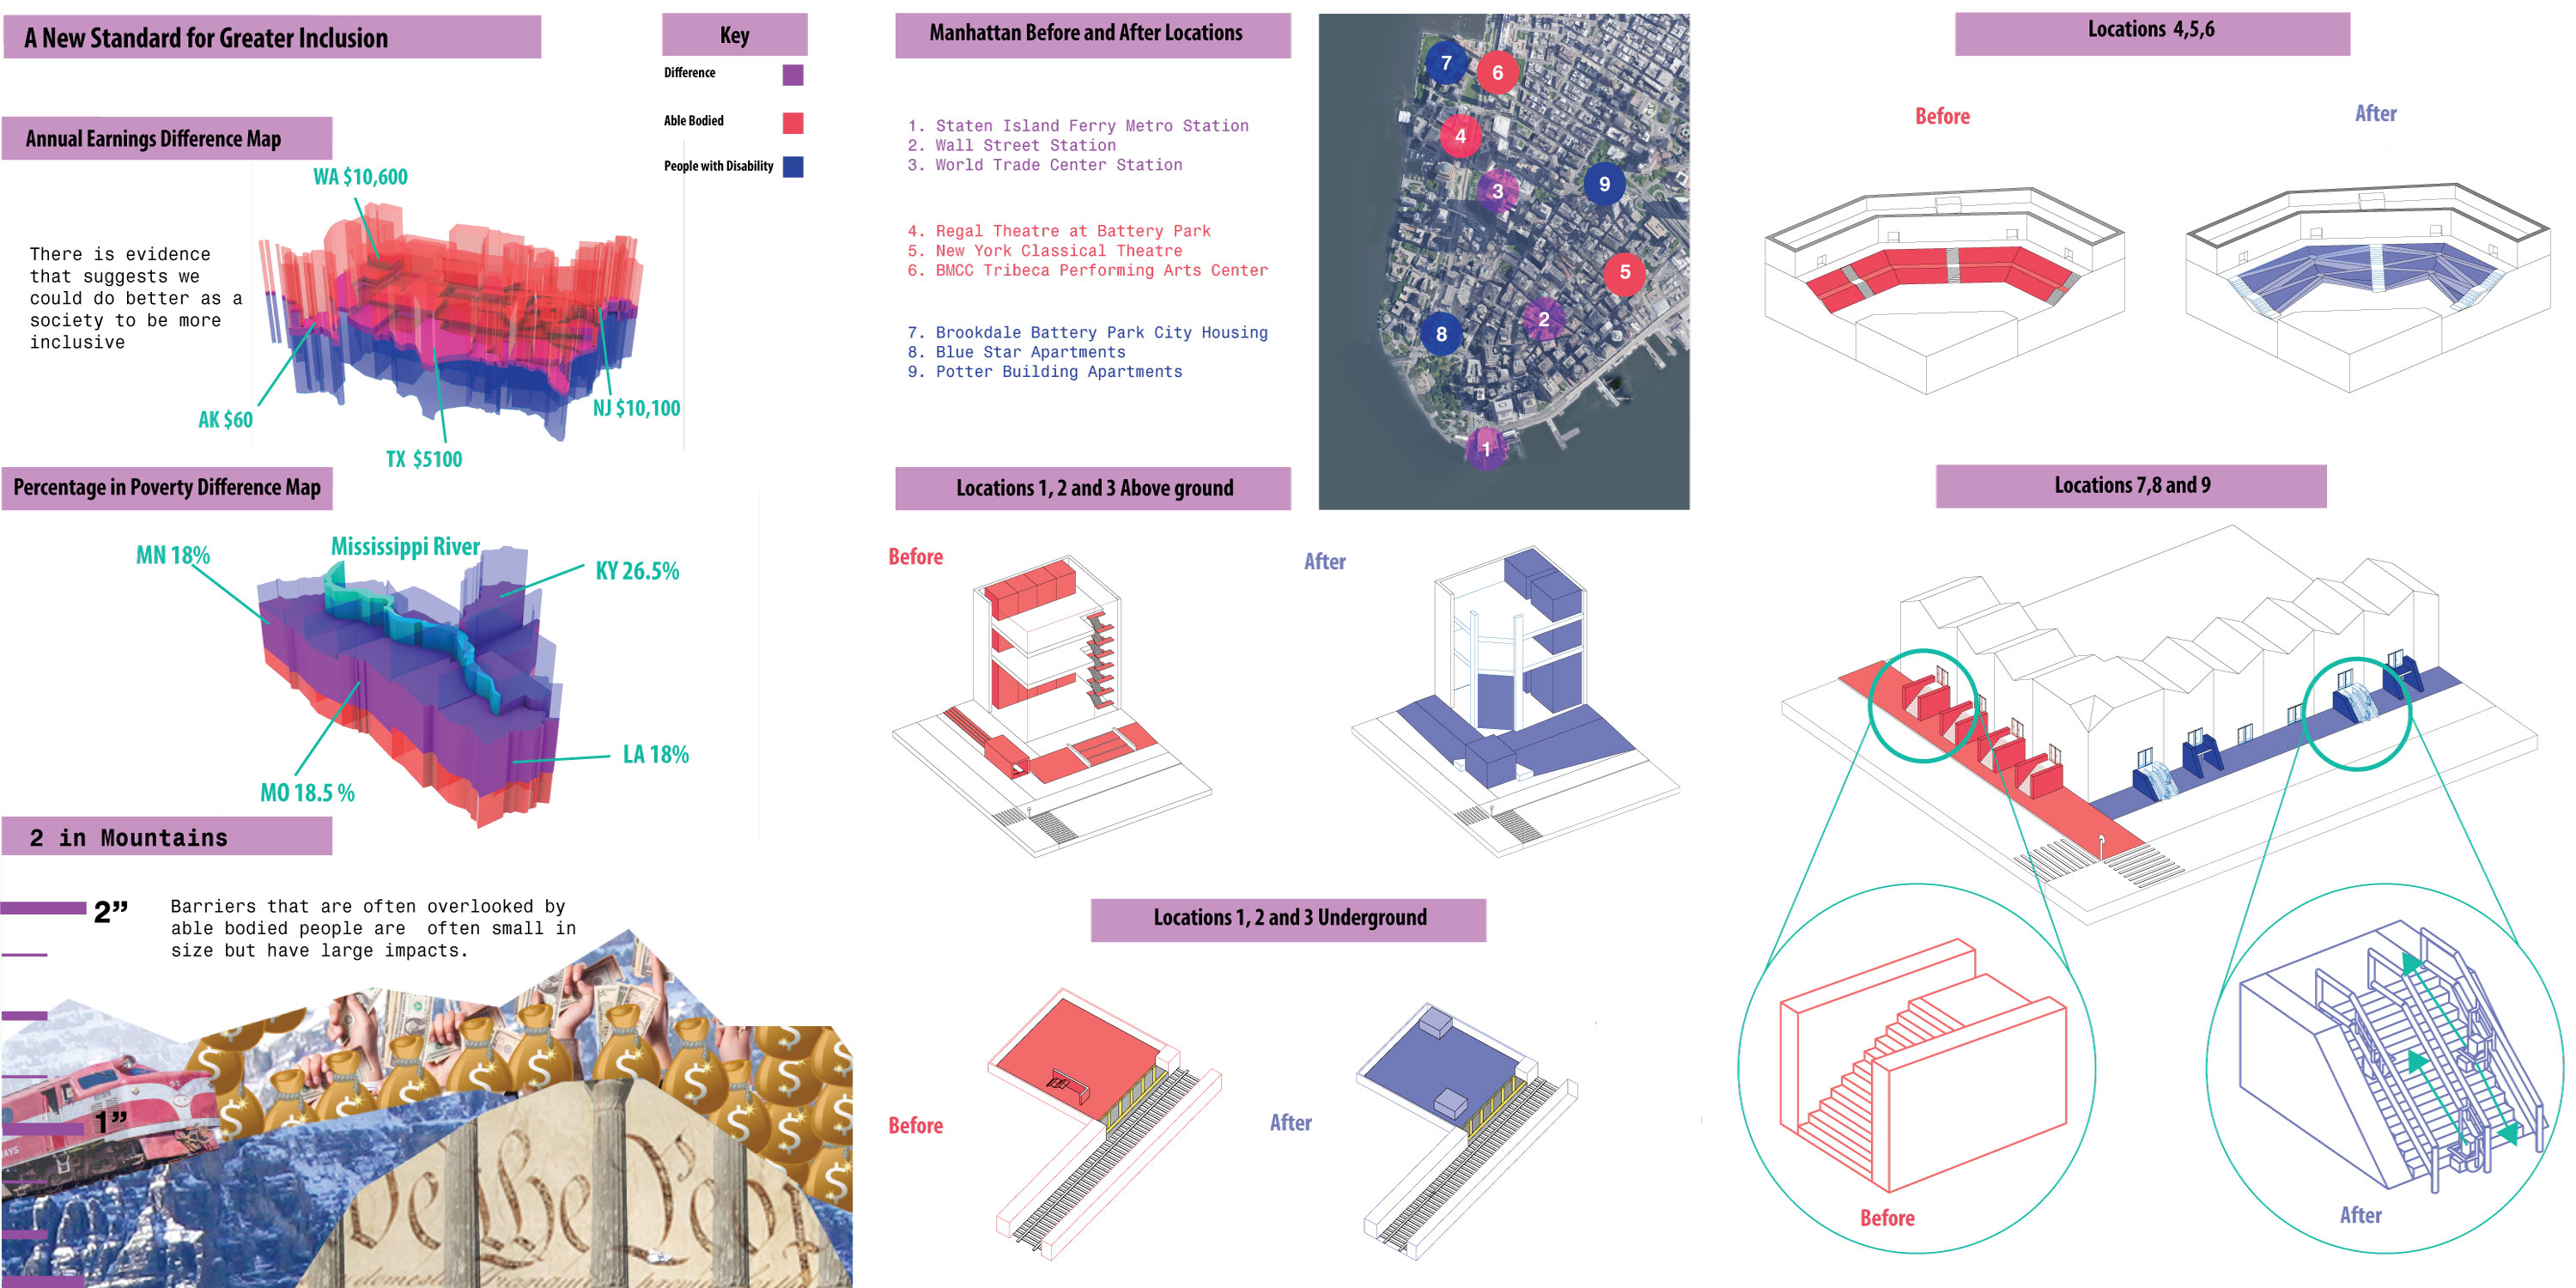 A New Standard for Greater Inclusion
Key
Difference
Able Bodied
People with Disability
Annual Earnings Difference Map
WA $10,600
There is evidence
that suggests we
could do better as a
society to be more
inclusive
AK $60
NJ $10,100
TX $5100
Percentage in Poverty Difference Map
MN 18%
Mississippi River
KY 26.5%
LA 18%
MO 18.5 %
2 in Mountains
2”
Barriers that are often overlooked by
able bodied people are often small in
size but have large impacts.
52
1”
WAYS
We the Peop
Manhattan Before and After Locations
1. Staten Island Ferry Metro Station
2. Wall Street Station
3. World Trade Center Station
4. Regal Theatre at Battery Park
5. New York Classical Theatre
6. BMCC Tribeca Performing Arts Center
7. Brookdale Battery Park City Housing
8. Blue Star Apartments
9. Potter Building Apartments
7
6
4
3
9
5
2
8
1
Locations 1, 2 and 3 Above ground
Before
After
Locations 1, 2 and 3 Underground
Before
After
Locations 4,5,6
Before
After
Locations 7,8 and 9
Before
After